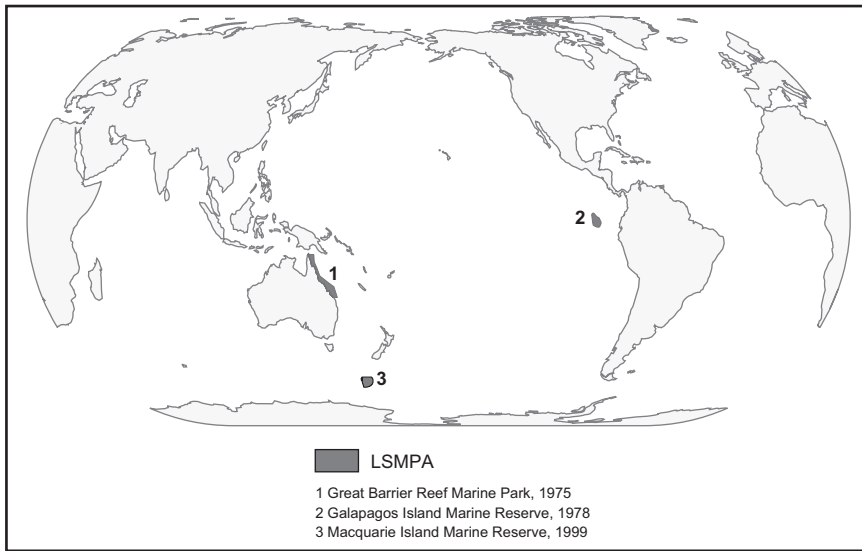 1
2
3
LSMPA
1 Great Barrier Reef Marine Park, 1975
2 Galapagos Island Marine Reserve, 1978
3 Macquarie Island Marine Reserve, 1999